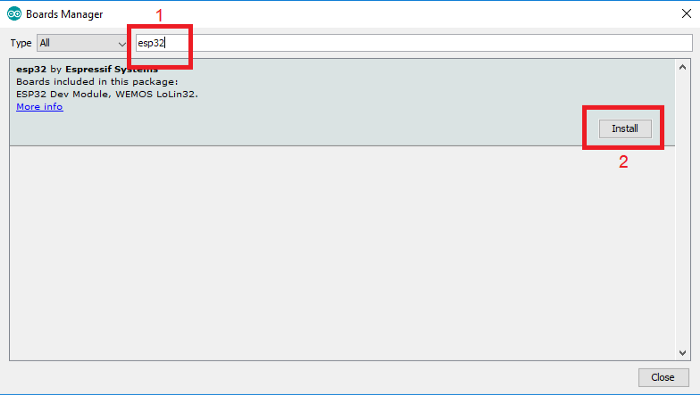 Boards Manager
1
Type All esp32
esp32 by Espressif Systems
Boards included in this package:
ESP32 Dev Module, WEMOS LoLin32.
More info
Install
2
Close